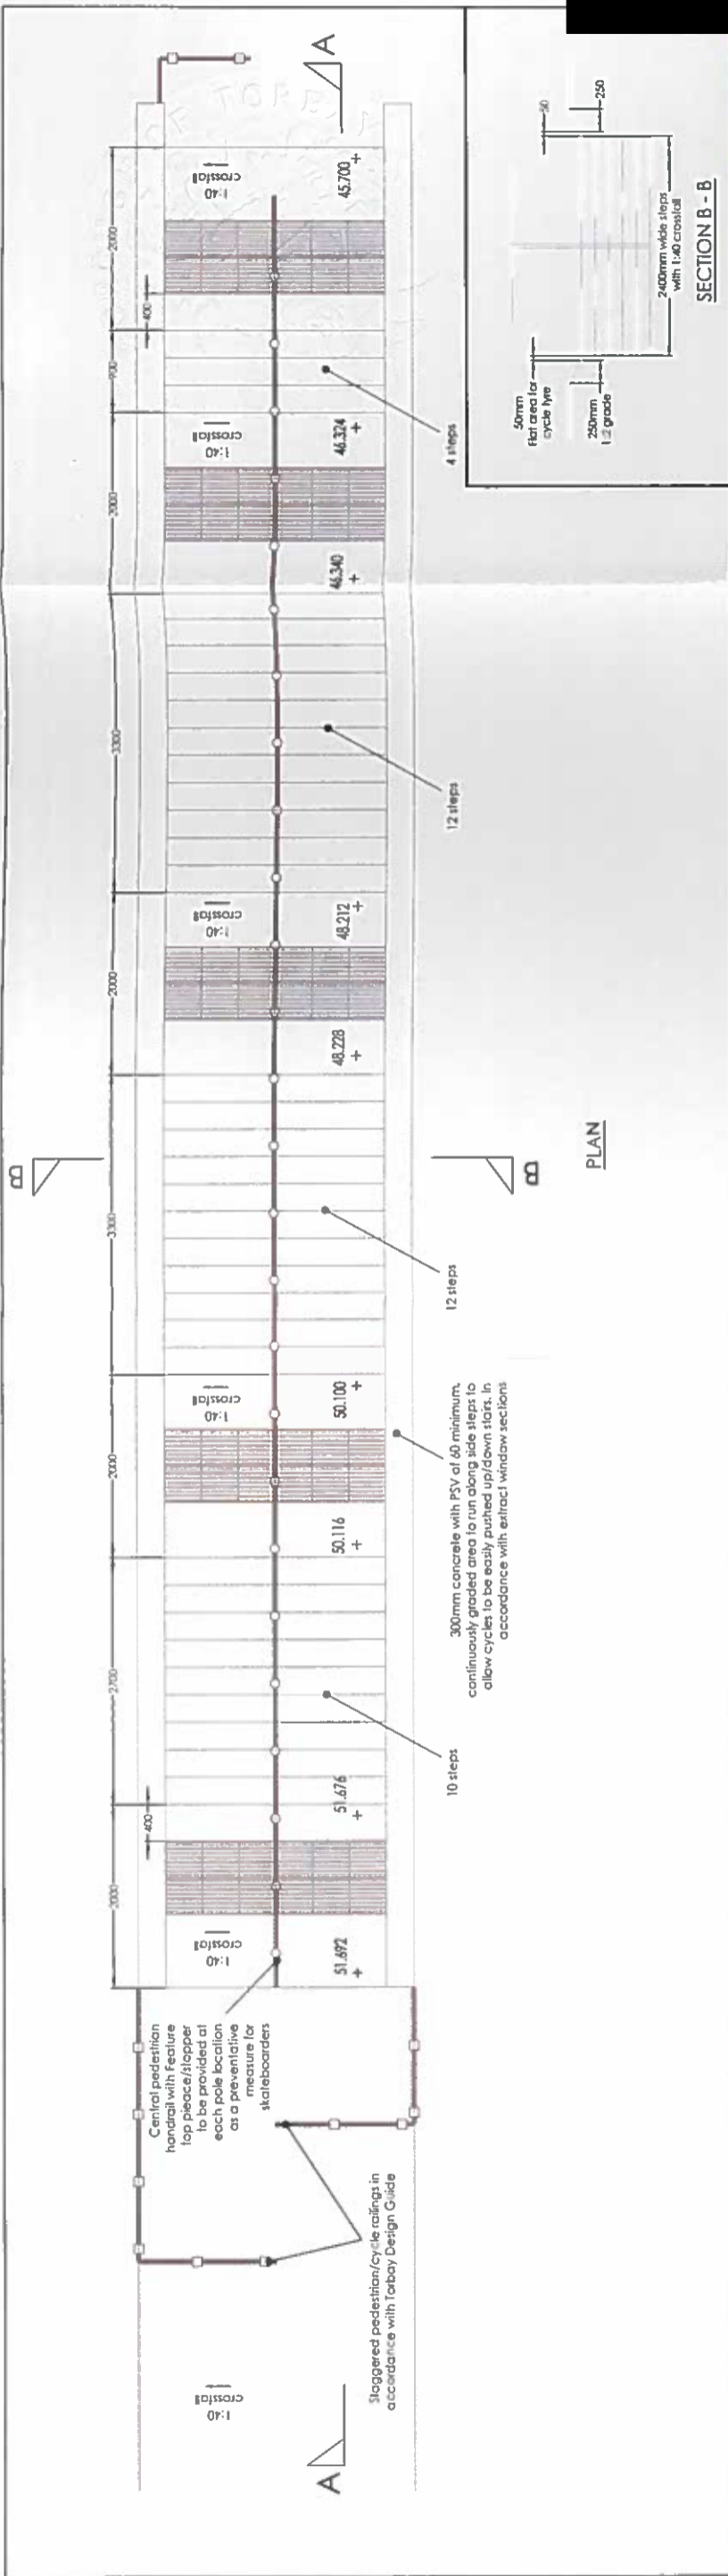 A
OF TORBAY
2000
1:40
crossfall
45.700
400
900
4 steps
2000
1:40
crossfall
46.324
46.340
3300
12 steps
2000
1:40
crossfall
48.212
48.228
B
B
3300
12 steps
PLAN
2000
1:40
crossfall
50.100
50.116
300mm concrete with PSV of 60 minimum,
continuously graded area to run along side steps to
allow cycles to be easily pushed up/down stairs. In
accordance with extract window sections
2700
10 steps
400
51.676
2000
1:40
crossfall
51.692
Central pedestrian
handrail with Feature
top pieace/stopper
to be provided at
each pole location
as a preventative
measure for
skateboarders
Staggered pedestrian/cycle railings in
accordance with Torbay Design Guide
1:40
crossfall
A
50mm
Flat area for
cycle tyre
250mm
1:2 grade
50
250
2400mm wide steps
with 1:40 crossfall
SECTION B - B